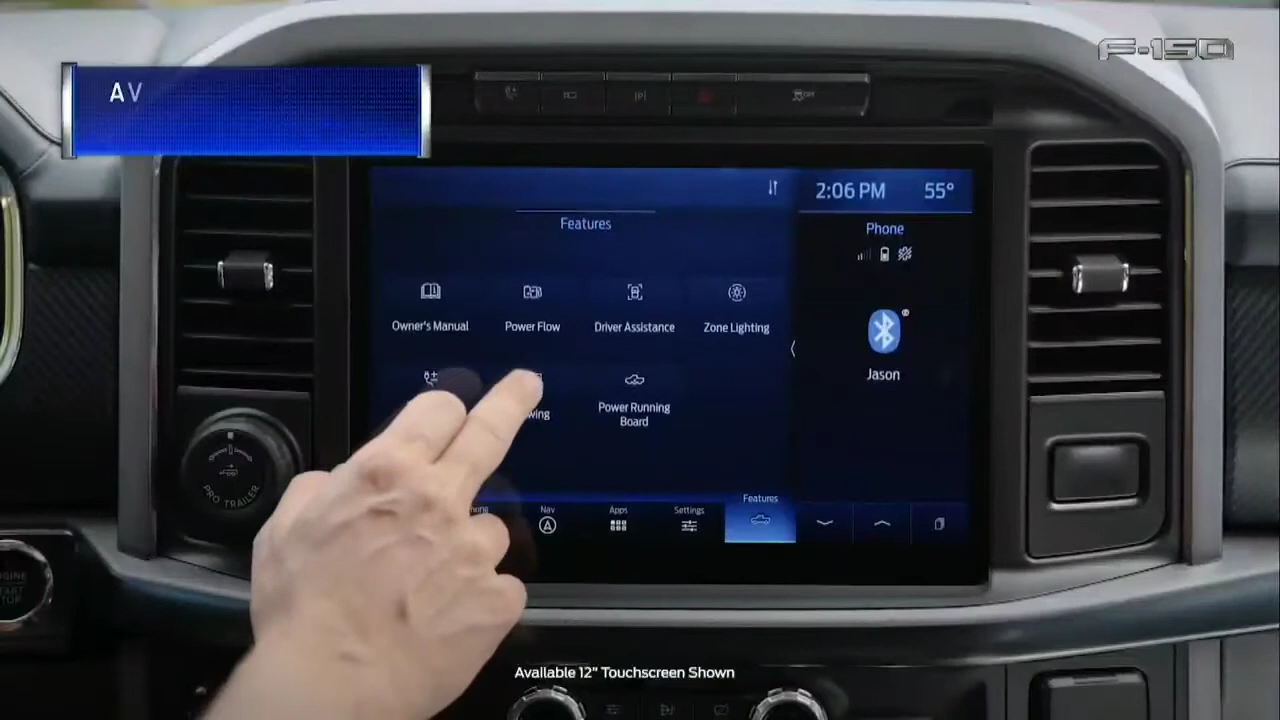 F-150
AV
2:06 PM 55°
Features
Phone
Owner's Manual
Power Flow
Driver Assistance
Zone Lighting
Jason
Power Running
Board
Nav
Apps
Settings
Features
PRO TRAILER
Available 12” Touchscreen Shown